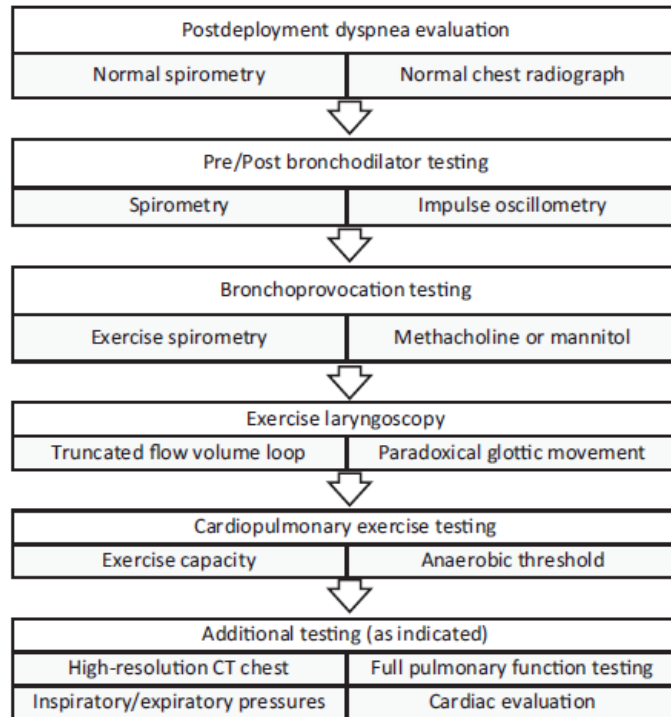 Postdeployment dyspnea evaluation
Normal spirometry
Normal chest radiograph
Pre/Post bronchodilator testing
Spirometry
Impulse oscillometry
Bronchoprovocation testing
Exercise spirometry
Methacholine or mannitol
Exercise laryngoscopy
Truncated flow volume loop
Paradoxical glottic movement
Cardiopulmonary exercise testing
Exercise capacity
Anaerobic threshold
Additional testing (as indicated)
High-resolution CT chest
Full pulmonary function testing
Inspiratory/expiratory pressures
Cardiac evaluation